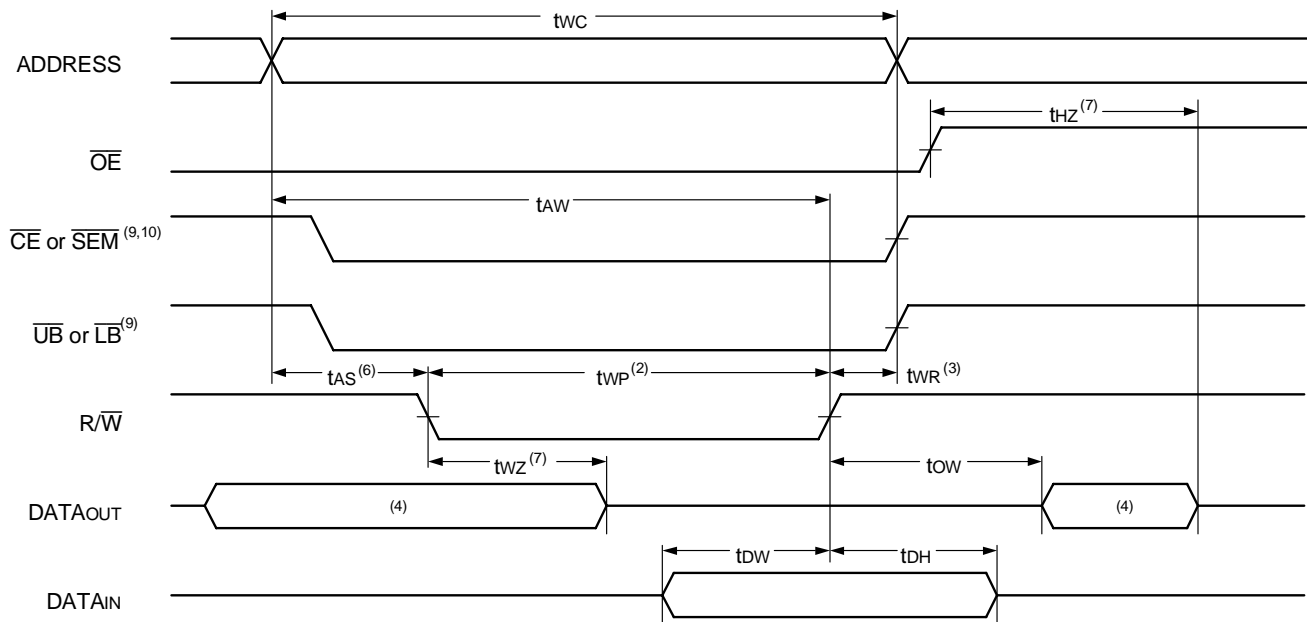 tWC
ADDRESS
tHZ(7)
OE
tAW
CE or SEM (9,10)
UB or LB(9)
tAS(6) tWP(2) tWR(3)
R/W
tWZ(7) tOW
DATAOUT (4) (4)
tDW tDH
DATAIN